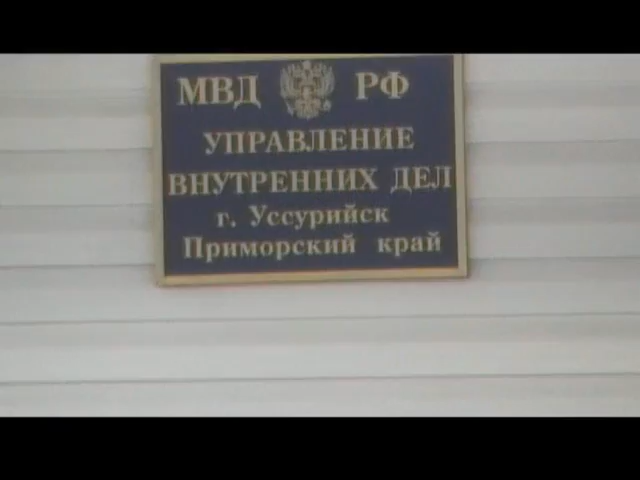 МВД РФ
УПРАВЛЕНИЕ
ВНУТРЕННИХ ДЕЛ
г. Уссурийск
Приморский край